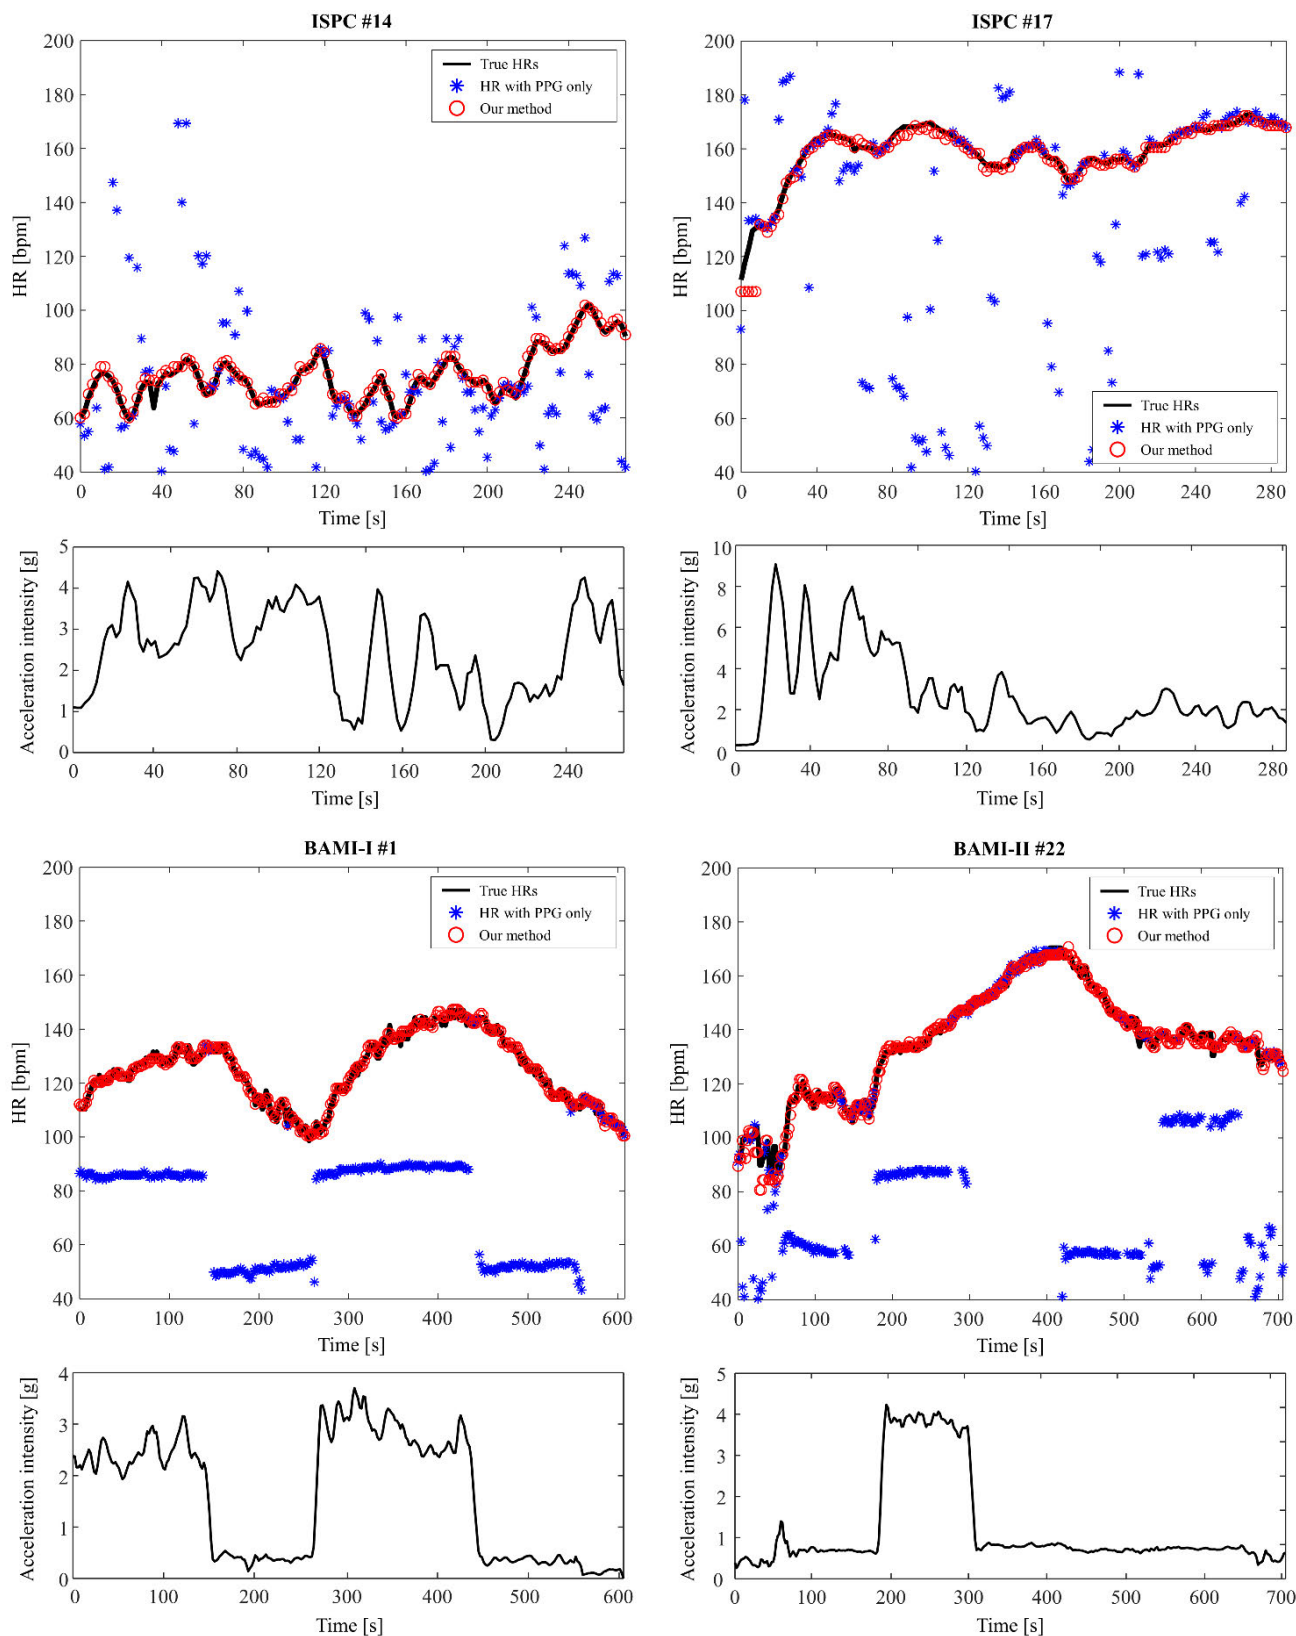 ISPC #14
200
180
160
140
120
100
80
60
40
HR [bpm]
True HRs
HR with PPG only
Our method
0 40 80 120 160 200 240
Time [s]
5
4
3
2
1
0
Acceleration intensity [g]
0 40 80 120 160 200 240
Time [s]
ISPC #17
200
180
160
140
120
100
80
60
40
HR [bpm]
True HRs
HR with PPG only
Our method
0 40 80 120 160 200 240 280
Time [s]
10
8
6
4
2
0
Acceleration intensity [g]
0 40 80 120 160 200 240 280
Time [s]
BAMI-I #1
200
180
160
140
120
100
80
60
40
HR [bpm]
True HRs
HR with PPG only
Our method
0 100 200 300 400 500 600
Time [s]
4
3
2
1
0
Acceleration intensity [g]
0 100 200 300 400 500 600
Time [s]
BAMI-II #22
200
180
160
140
120
100
80
60
40
HR [bpm]
True HRs
HR with PPG only
Our method
0 100 200 300 400 500 600 700
Time [s]
5
4
3
2
1
0
Acceleration intensity [g]
0 100 200 300 400 500 600 700
Time [s]